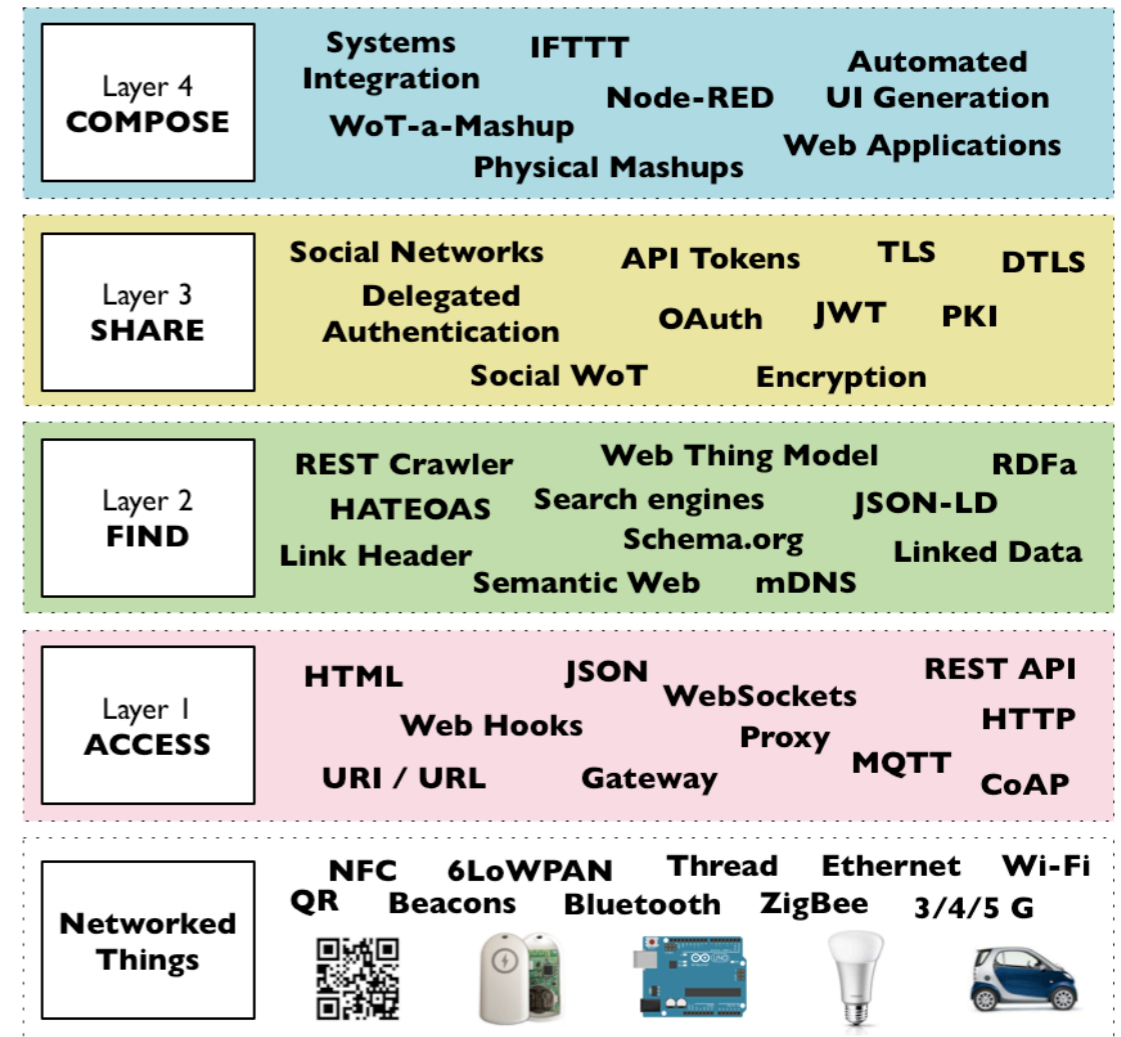 Layer 4
COMPOSE
Systems
Integration
IFTTT
Automated
UI Generation
Node-RED
WoT-a-Mashup
Web Applications
Physical Mashups
Layer 3
SHARE
Social Networks
API Tokens
TLS
DTLS
Delegated
Authentication
OAuth
JWT
PKI
Social WoT
Encryption
Layer 2
FIND
REST Crawler
Web Thing Model
RDFa
HATEOAS
Search engines
JSON-LD
Link Header
Schema.org
Linked Data
Semantic Web
mDNS
Layer 1
ACCESS
HTML
JSON
REST API
WebSockets
Web Hooks
Proxy
HTTP
URI / URL
Gateway
MQTT
CoAP
Networked
Things
NFC
6LoWPAN
Thread
Ethernet
Wi-Fi
QR
Beacons
Bluetooth
ZigBee
3/4/5 G